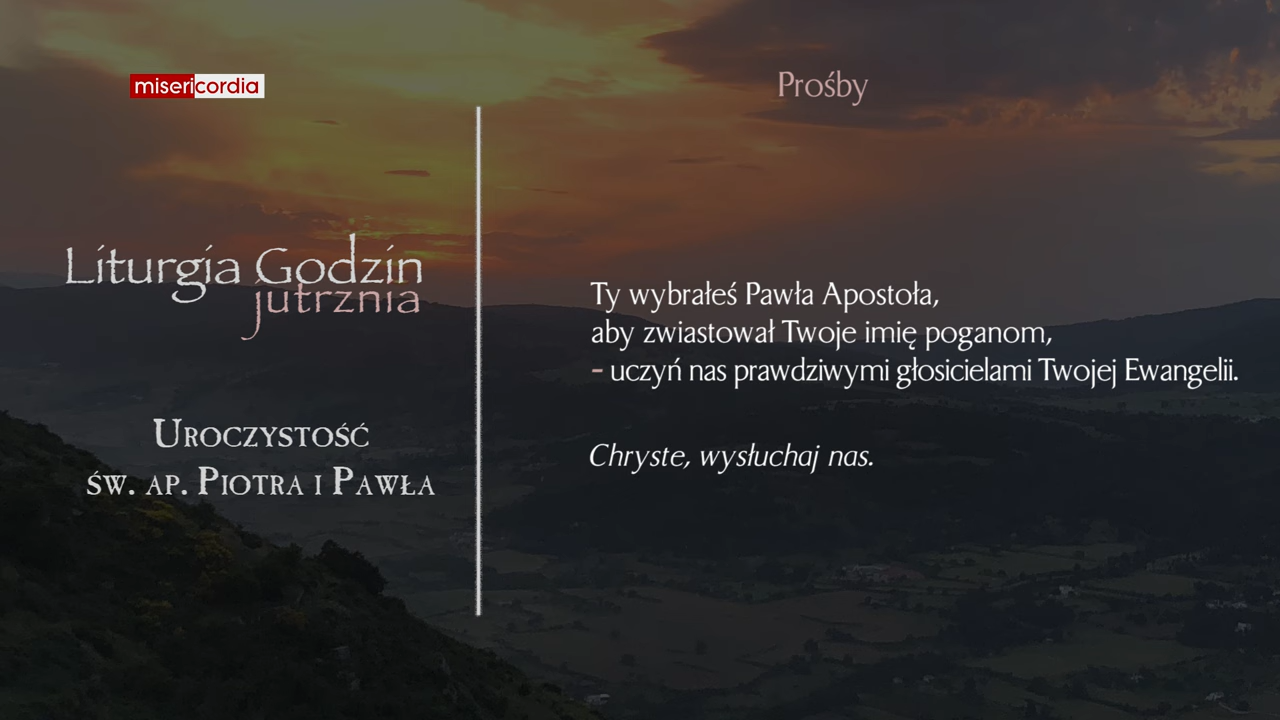 misericordia
Prośby
Liturgia Godzin
jutrznia
Uroczystość
św. ap. Piotra i Pawła
Ty wybrałeś Pawła Apostoła,
aby zwiastował Twoje imię poganom,
- uczyń nas prawdziwymi głosicielami Twojej Ewangelii.
Chryste, wysłuchaj nas.